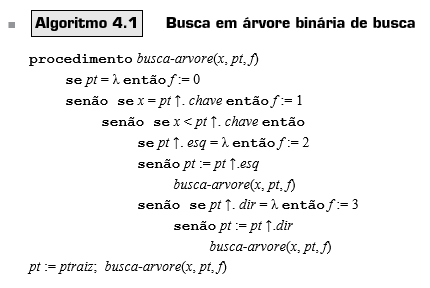 Algoritmo 4.1 Busca em árvore binária de busca
procedimento busca-arvore(x, pt, f)
se pt = λ então f := 0
senão se x = pt ↑. chave então f := 1
senão se x < pt ↑. chave então
se pt ↑. esq = λ então f := 2
senão pt := pt ↑.esq
busca-arvore(x, pt, f)
senão se pt ↑. dir = λ então f := 3
senão pt := pt ↑.dir
busca-arvore(x, pt, f)
pt := ptraiz; busca-arvore(x, pt, f)